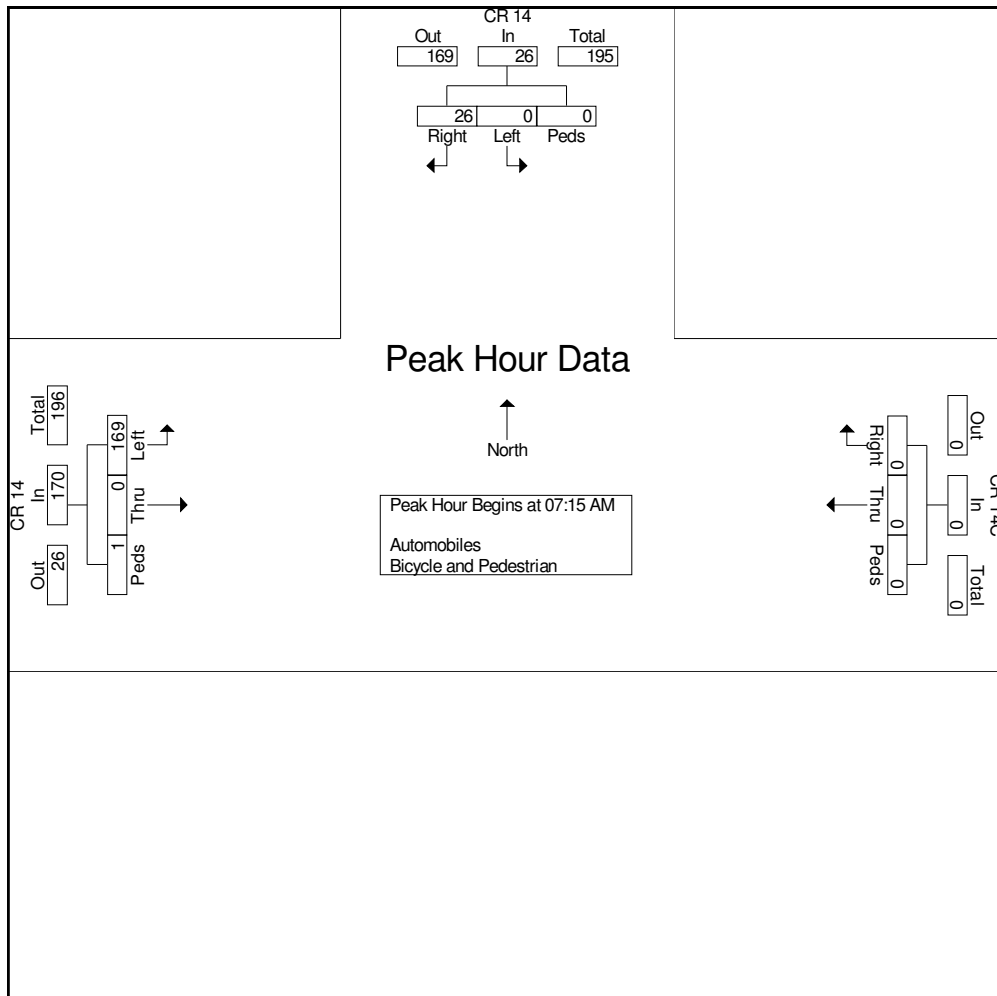 CR 14
Out In Total
169 26 195
26 0 0
Right Left Peds
Peak Hour Data
North
Peak Hour Begins at 07:15 AM
Automobiles
Bicycle and Pedestrian
CR 14
Total In Out
196 170 26
169 0 1
Left Thru Peds
Right Thru Peds
0 0 0
Out In Total
0 0 0